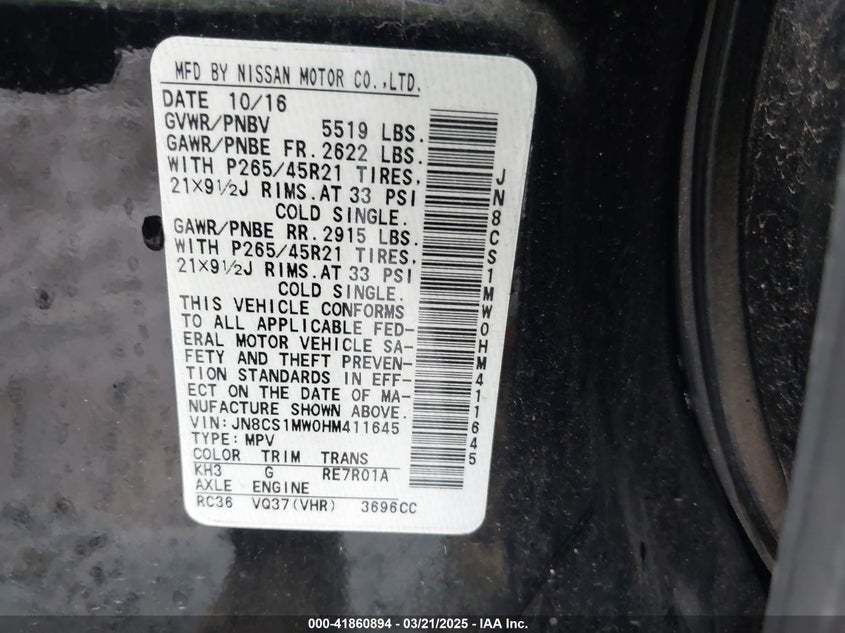 MFD BY NISSAN MOTOR CO.,LTD.
DATE 10/16
GVWR/PNBV 5519 LBS.
GAWR/PNBE FR. 2622 LBS.
WITH P265/45R21 TIRES,
21×9½J RIMS.AT 33 PSI
COLD SINGLE.
GAWR/PNBE RR. 2915 LBS.
WITH P265/45R21 TIRES,
21×9½J RIMS.AT 33 PSI
COLD SINGLE.
THIS VEHICLE CONFORMS
TO ALL APPLICABLE FED-
ERAL MOTOR VEHICLE SA-
FETY AND THEFT PREVEN-
TION STANDARDS IN EFF-
ECT ON THE DATE OF MA-
NUFACTURE SHOWN ABOVE.
VIN: JN8CS1MW0HM411645
TYPE: MPV
COLOR TRIM TRANS
KH3 G RE7R01A
AXLE ENGINE
RC36 VQ37(VHR) 3696CC
JN8CS1MW0HM411645
000-41860894 - 03/21/2025 - IAA Inc.